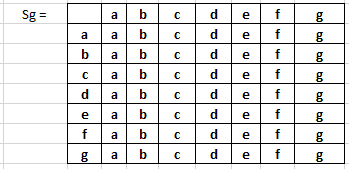 Sg = a b c d e f g
a a b c d e f g
b a b c d e f g
c a b c d e f g
d a b c d e f g
e a b c d e f g
f a b c d e f g
g a b c d e f g